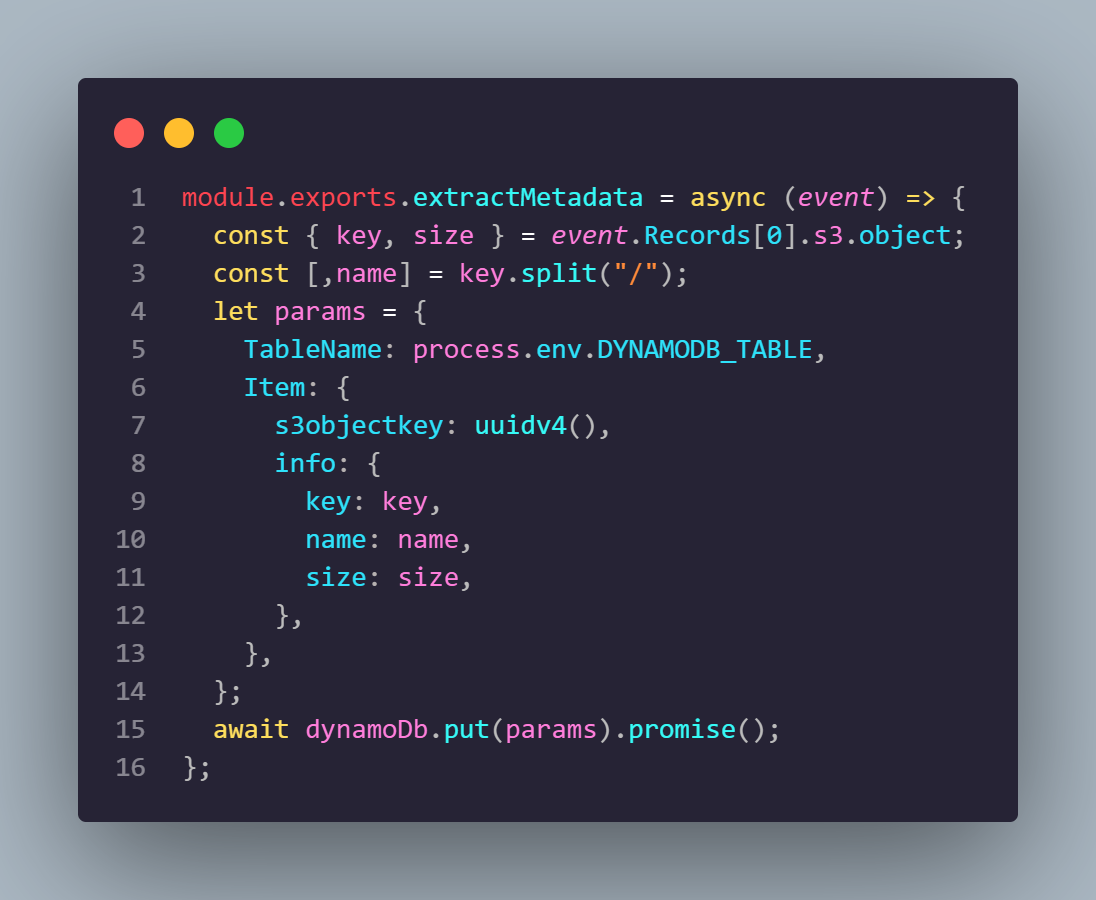 1 module.exports.extractMetadata = async (event) => {
2   const { key, size } = event.Records[0].s3.object;
3   const [,name] = key.split("/");
4   let params = {
5     TableName: process.env.DYNAMODB_TABLE,
6     Item: {
7       s3objectkey: uuidv4(),
8       info: {
9         key: key,
10         name: name,
11         size: size,
12       },
13     },
14   };
15   await dynamoDb.put(params).promise();
16 };